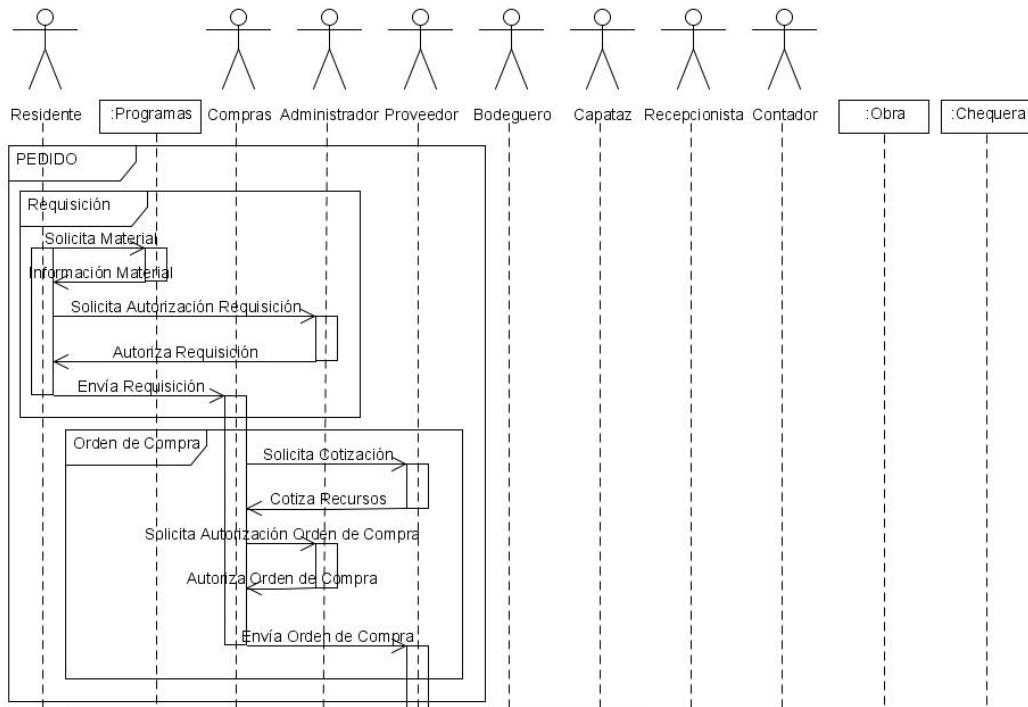 Residente
:Programas
Compras
Administrador
Proveedor
Bodeguero
Capataz
Recepcionista
Contador
:Obra
:Chequera
PEDIDO
Requisición
Solicita Material
Información Material
Solicita Autorización Requisición
Autoriza Requisición
Envía Requisición
Orden de Compra
Solicita Cotización
Cotiza Recursos
Solicita Autorización Orden de Compra
Autoriza Orden de Compra
Envía Orden de Compra